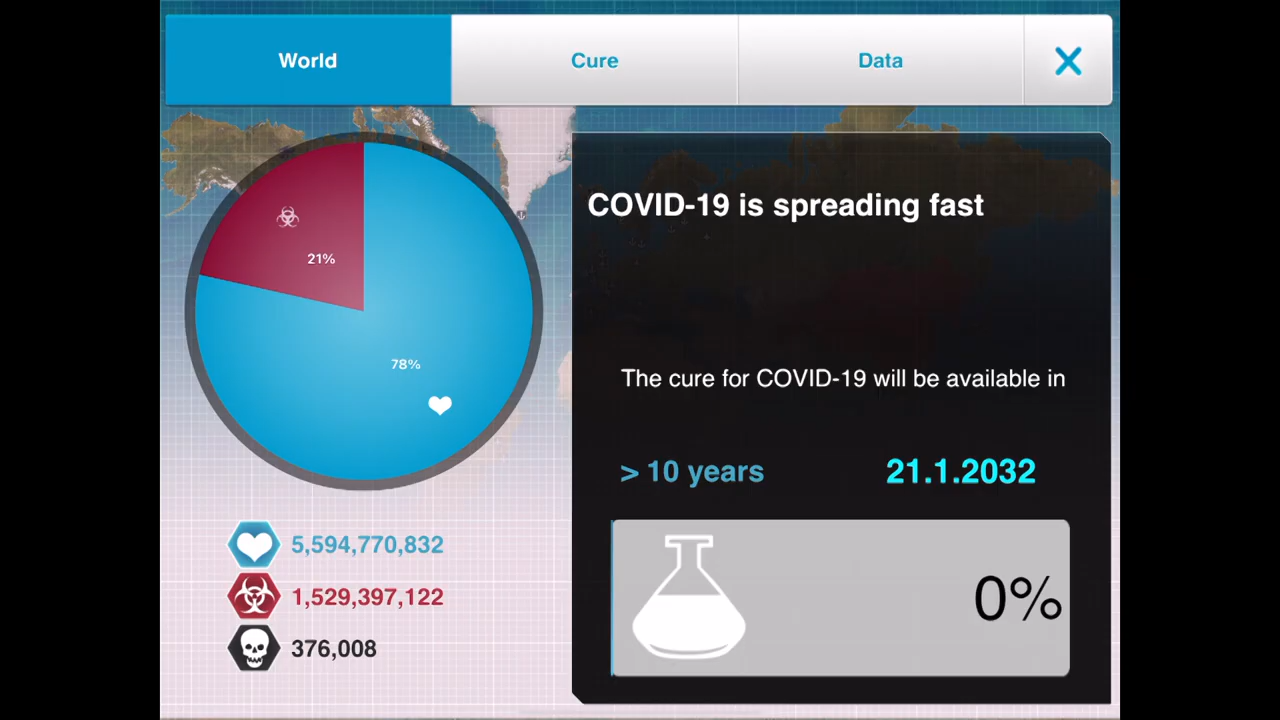 World
Cure
Data
21%
78%
5,594,770,832
1,529,397,122
376,008
COVID-19 is spreading fast
The cure for COVID-19 will be available in
> 10 years
21.1.2032
0%